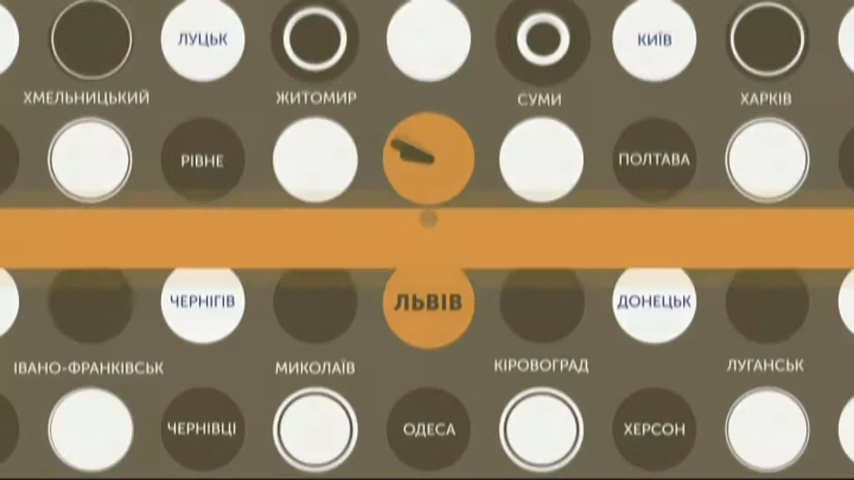 ЛУЦЬК
КИЇВ
ХМЕЛЬНИЦЬКИЙ
ЖИТОМИР
СУМИ
ХАРКІВ
РІВНЕ
ПОЛТАВА
ЧЕРНІГІВ
ЛЬВІВ
ДОНЕЦЬК
ІВАНО-ФРАНКІВСЬК
МИКОЛАЇВ
КІРОВОГРАД
ЛУГАНСЬК
ЧЕРНІВЦІ
ОДЕСА
ХЕРСОН